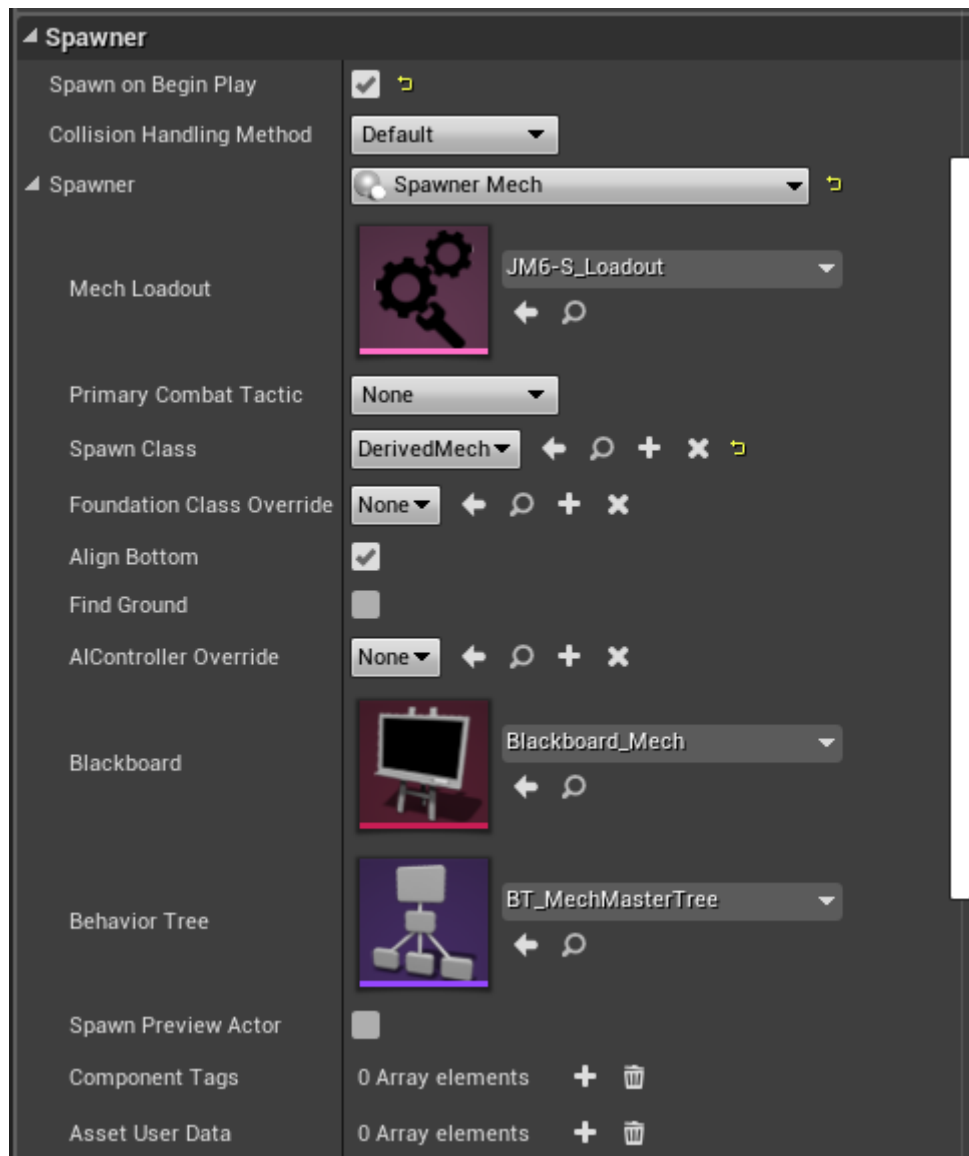 Spawner
Spawn on Begin Play
Collision Handling Method Default
Spawner Spawner Mech
Mech Loadout JM6-S_Loadout
Primary Combat Tactic None
Spawn Class DerivedMech
Foundation Class Override None
Align Bottom
Find Ground
AIController Override None
Blackboard Blackboard_Mech
Behavior Tree BT_MechMasterTree
Spawn Preview Actor
Component Tags 0 Array elements
Asset User Data 0 Array elements